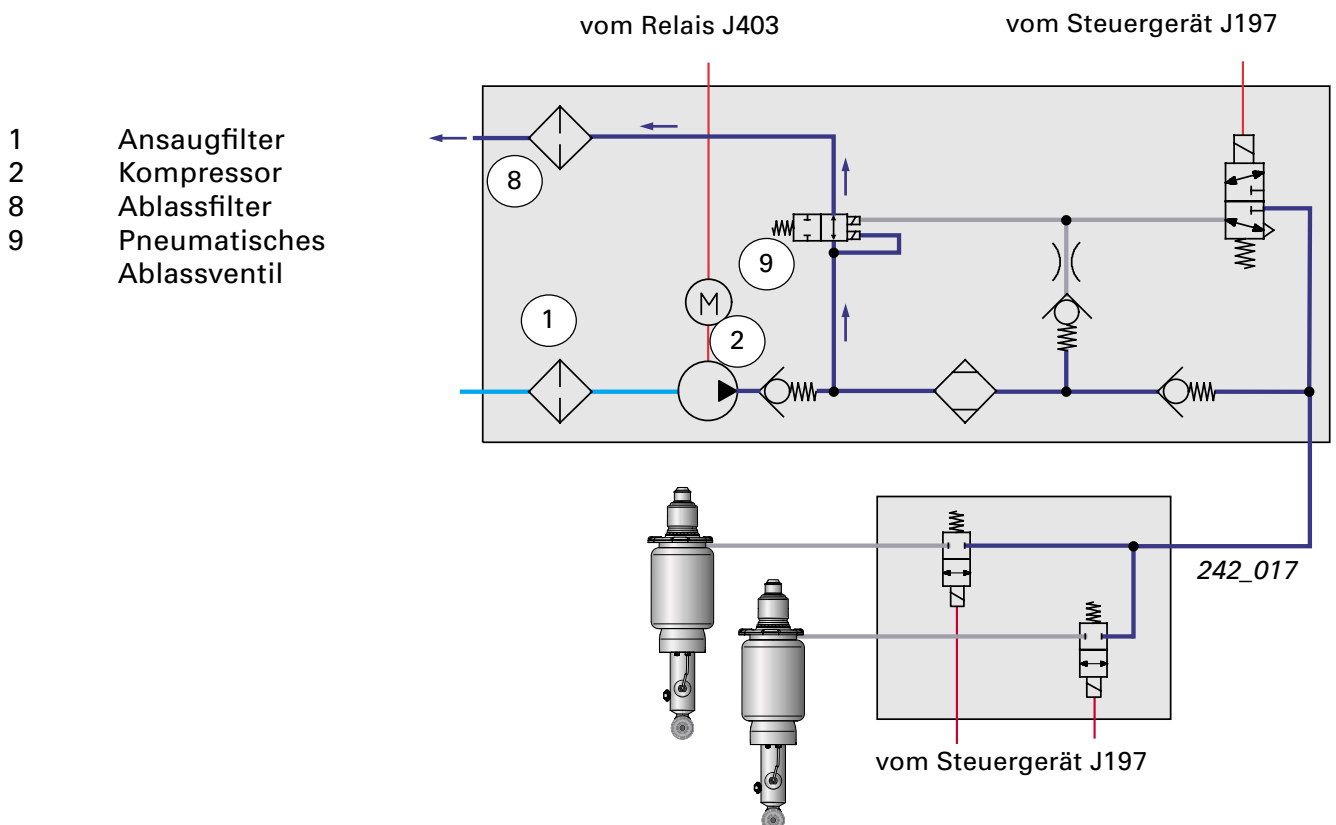 vom Relais J403
vom Steuergerät J197
1 Ansaugfilter
2 Kompressor
8 Ablassfilter
9 Pneumatisches
Ablassventil
8
9
M
1
2
242_017
vom Steuergerät J197